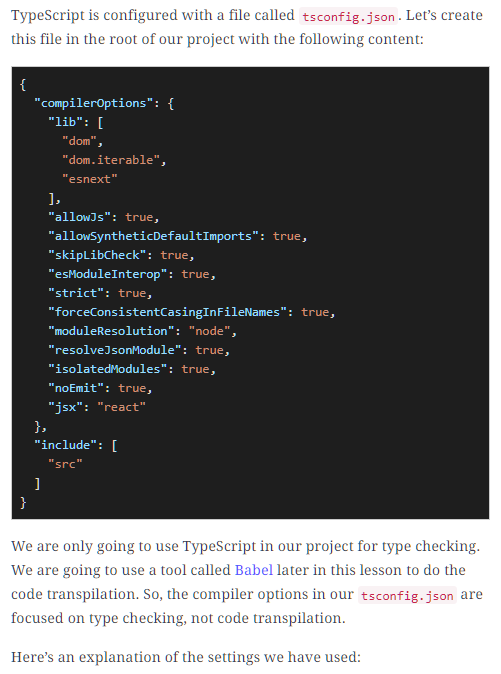 TypeScript is configured with a file called tsconfig.json. Let’s create
this file in the root of our project with the following content:
{
  "compilerOptions": {
    "lib": [
      "dom",
      "dom.iterable",
      "esnext"
    ],
    "allowJs": true,
    "allowSyntheticDefaultImports": true,
    "skipLibCheck": true,
    "esModuleInterop": true,
    "strict": true,
    "forceConsistentCasingInFileNames": true,
    "moduleResolution": "node",
    "resolveJsonModule": true,
    "isolatedModules": true,
    "noEmit": true,
    "jsx": "react"
  },
  "include": [
    "src"
  ]
}
We are only going to use TypeScript in our project for type checking.
We are going to use a tool called Babel later in this lesson to do the
code transpilation. So, the compiler options in our tsconfig.json are
focused on type checking, not code transpilation.
Here’s an explanation of the settings we have used: